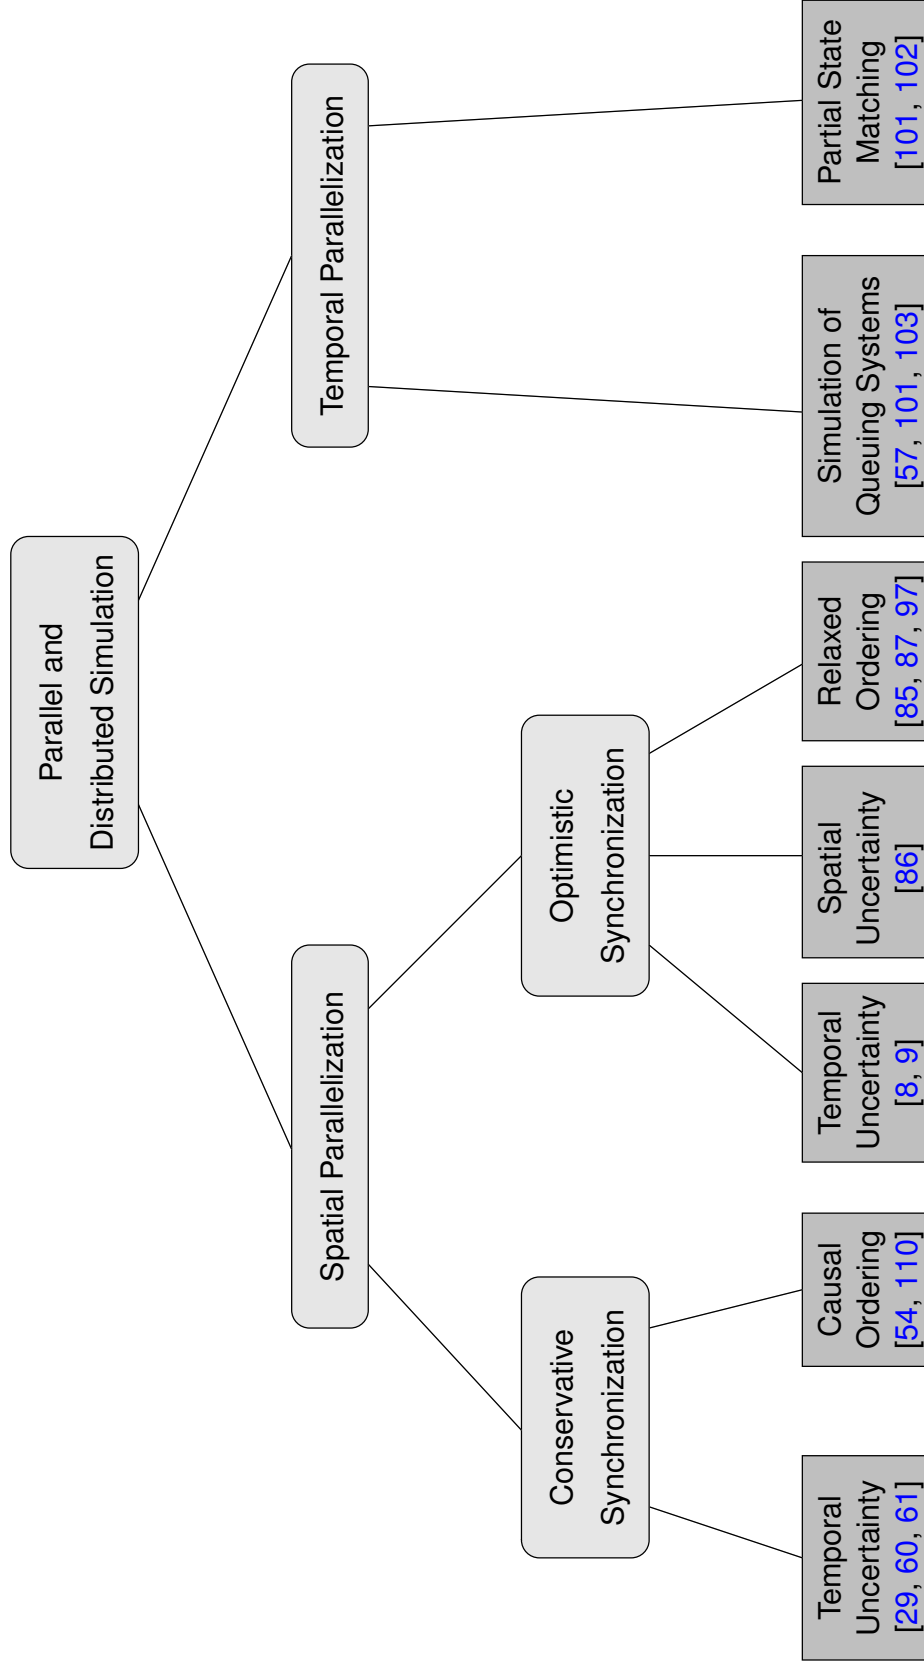 Parallel and
Distributed Simulation
Spatial Parallelization
Temporal Parallelization
Conservative
Synchronization
Optimistic
Synchronization
Temporal
Uncertainty
[29, 60, 61]
Causal
Ordering
[54, 110]
Temporal
Uncertainty
[8, 9]
Spatial
Uncertainty
[86]
Relaxed
Ordering
[85, 87, 97]
Simulation of
Queuing Systems
[57, 101, 103]
Partial State
Matching
[101, 102]